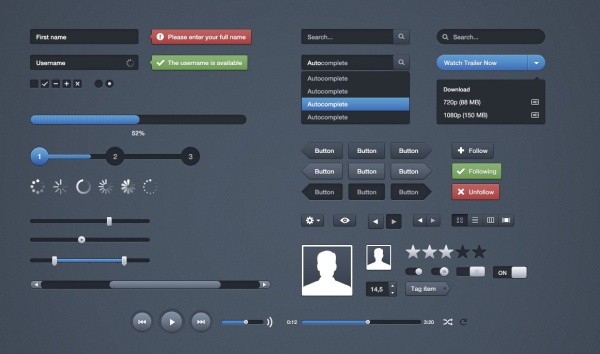 First name
Please enter your full name
Search...
Search...
Username
The username is available
Autocomplete
Watch Trailer Now
Autocomplete
Autocomplete
Autocomplete
Autocomplete
Download
720p (88 MB)
HD
1080p (150 MB)
HD
52%
1
2
3
Button
Button
Button
Follow
Button
Button
Button
Following
Button
Button
Button
Unfollow
ON
14,5
Tag item
0:12
3:20